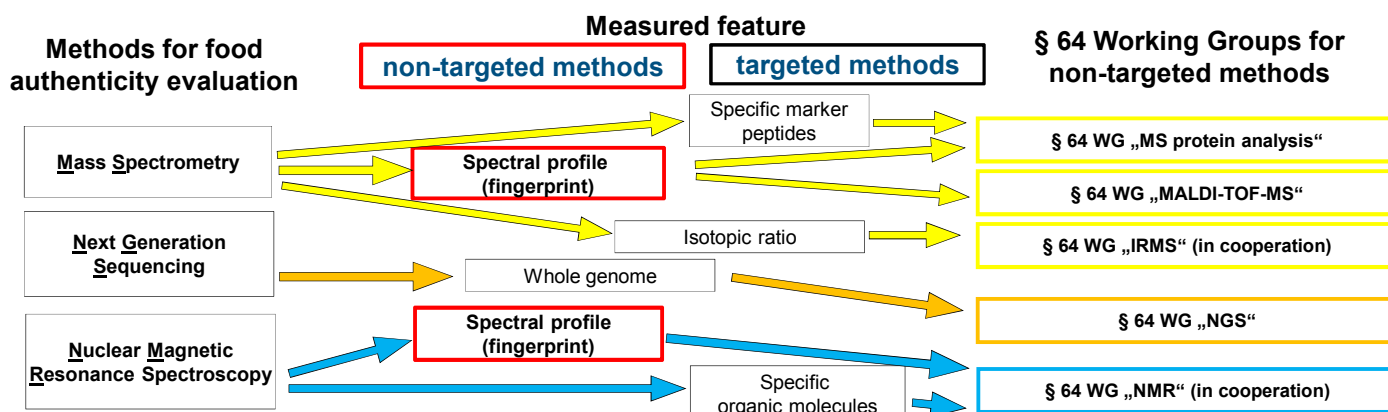 Measured feature
Methods for food
authenticity evaluation
non-targeted methods
targeted methods
§ 64 Working Groups for
non-targeted methods
Specific marker
peptides
Mass Spectrometry
Spectral profile
(fingerprint)
§ 64 WG „MS protein analysis“
§ 64 WG „MALDI-TOF-MS“
Isotopic ratio
§ 64 WG „IRMS“ (in cooperation)
Next Generation
Sequencing
Whole genome
§ 64 WG „NGS“
Spectral profile
(fingerprint)
Nuclear Magnetic
Resonance Spectroscopy
Specific
organic molecules
§ 64 WG „NMR“ (in cooperation)